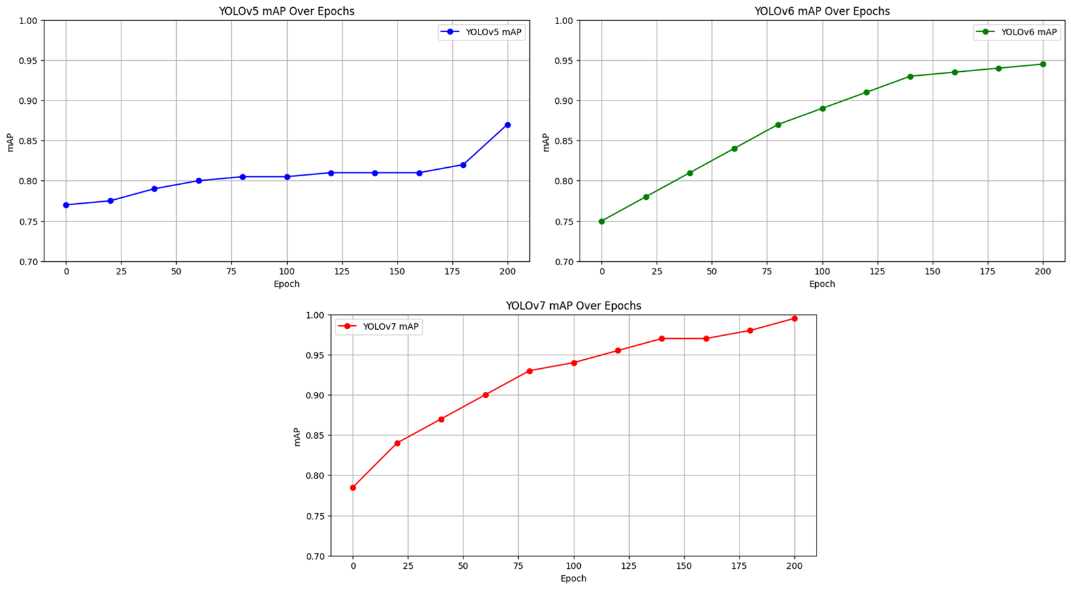 YOLOv5 mAP Over Epochs
YOLOv5 mAP
mAP
1.00
0.95
0.90
0.85
0.80
0.75
0.70
0 25 50 75 100 125 150 175 200
Epoch
YOLOv6 mAP Over Epochs
YOLOv6 mAP
mAP
1.00
0.95
0.90
0.85
0.80
0.75
0.70
0 25 50 75 100 125 150 175 200
Epoch
YOLOv7 mAP Over Epochs
YOLOv7 mAP
mAP
1.00
0.95
0.90
0.85
0.80
0.75
0.70
0 25 50 75 100 125 150 175 200
Epoch